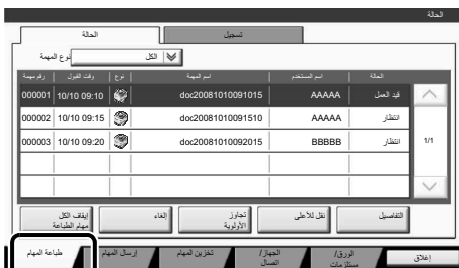 الحالة
الحالة
تسجيل
نوع المهمة
الكل
رقم مهمة وقت القبول نوع اسم المهمة اسم المستخدم الحالة
000001 10/10 09:10 doc20081010091015 AAAAA قيد العمل
000002 10/10 09:15 doc20081010091510 AAAAA انتظار
000003 10/10 09:20 doc20081010092015 BBBBB انتظار
1/1
إيقاف الكل
مهام الطباعة
إلغاء
تجاوز
الأولوية
نقل للأعلى
التفاصيل
طباعة المهام
إرسال المهام
تخزين المهام
الجهاز/
اتصال
الورق/
مستلزمات
إغلاق